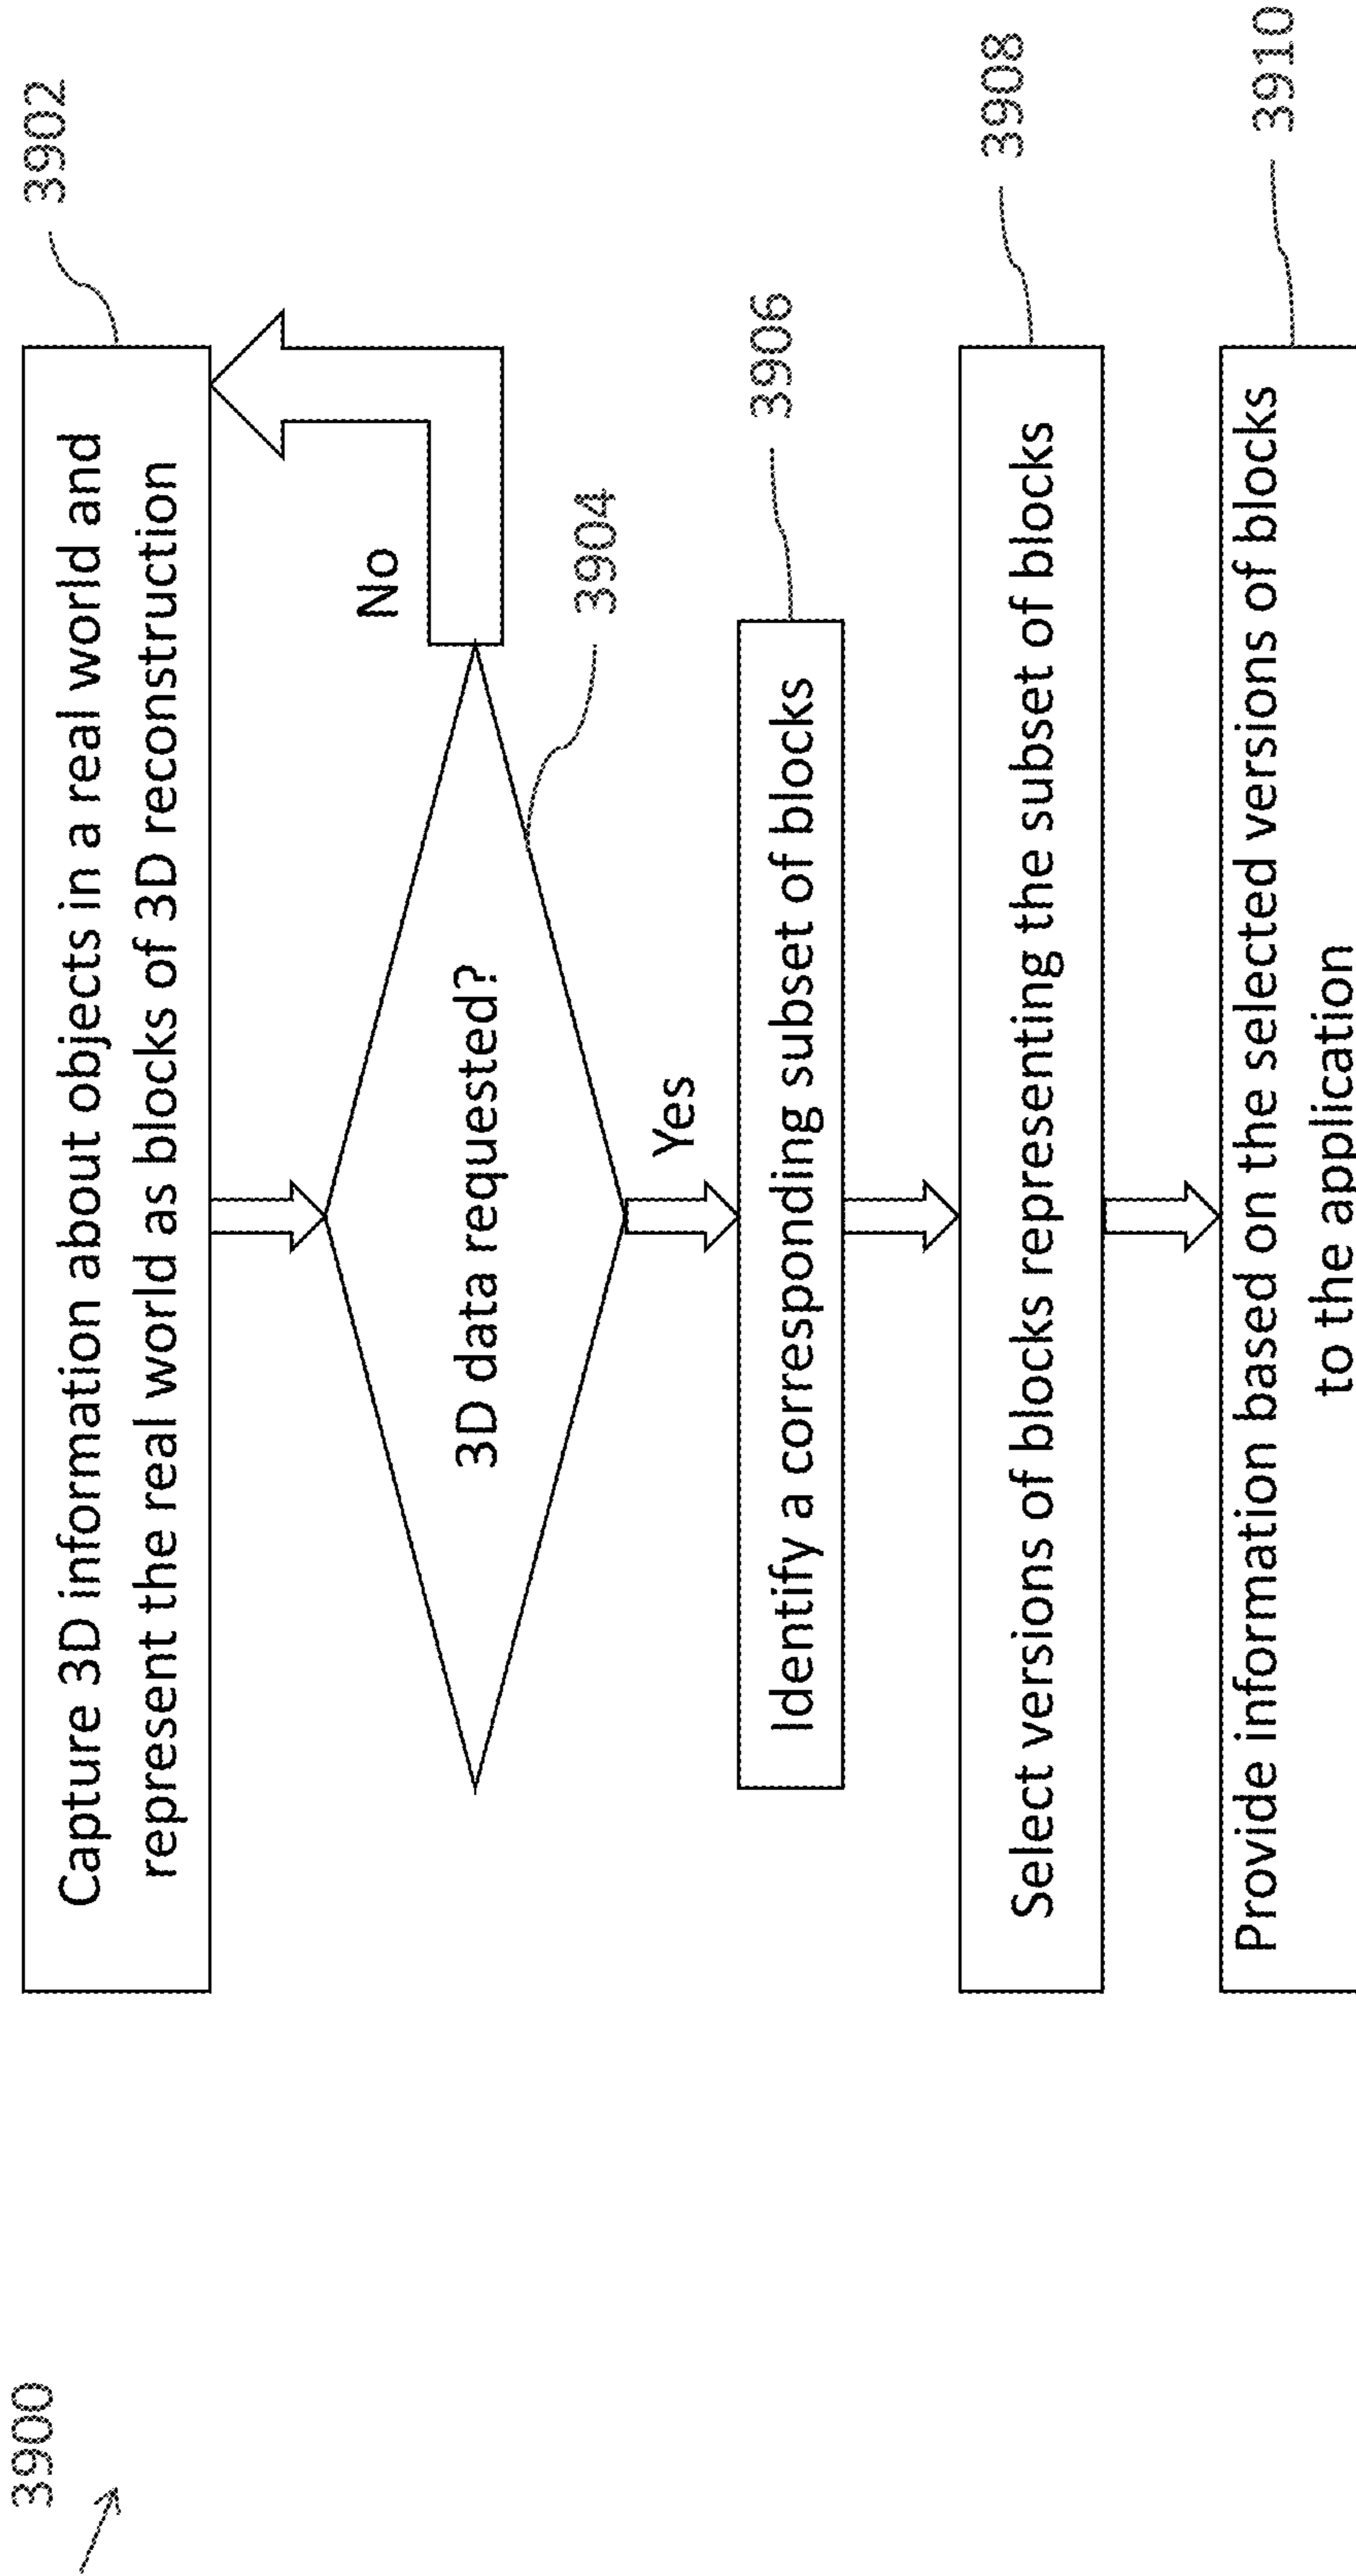 3900
Capture 3D information about objects in a real world and
represent the real world as blocks of 3D reconstruction
3902
3D data requested?
No
3904
Yes
Identify a corresponding subset of blocks
3906
Select versions of blocks representing the subset of blocks
3908
Provide information based on the selected versions of blocks
to the application
3910